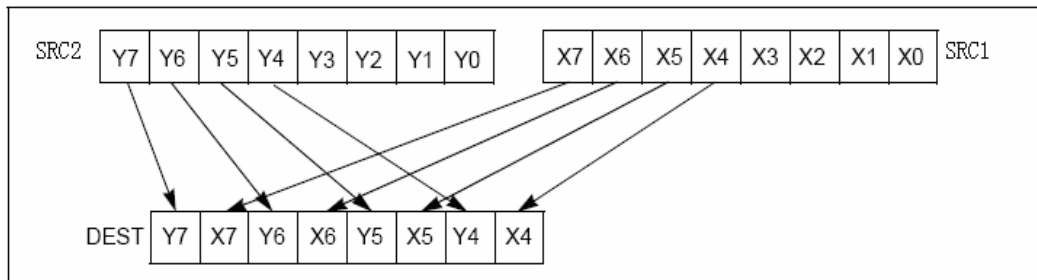 SRC2 Y7 Y6 Y5 Y4 Y3 Y2 Y1 Y0 X7 X6 X5 X4 X3 X2 X1 X0 SRC1
DEST Y7 X7 Y6 X6 Y5 X5 Y4 X4